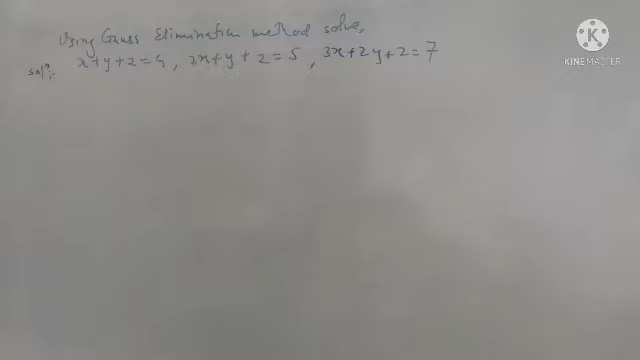 Using Gauss Elimination method solve,
x+y+z=4, 2x+y+z=5, 3x+2y+z=7
solⁿ:-
KINEMASTER